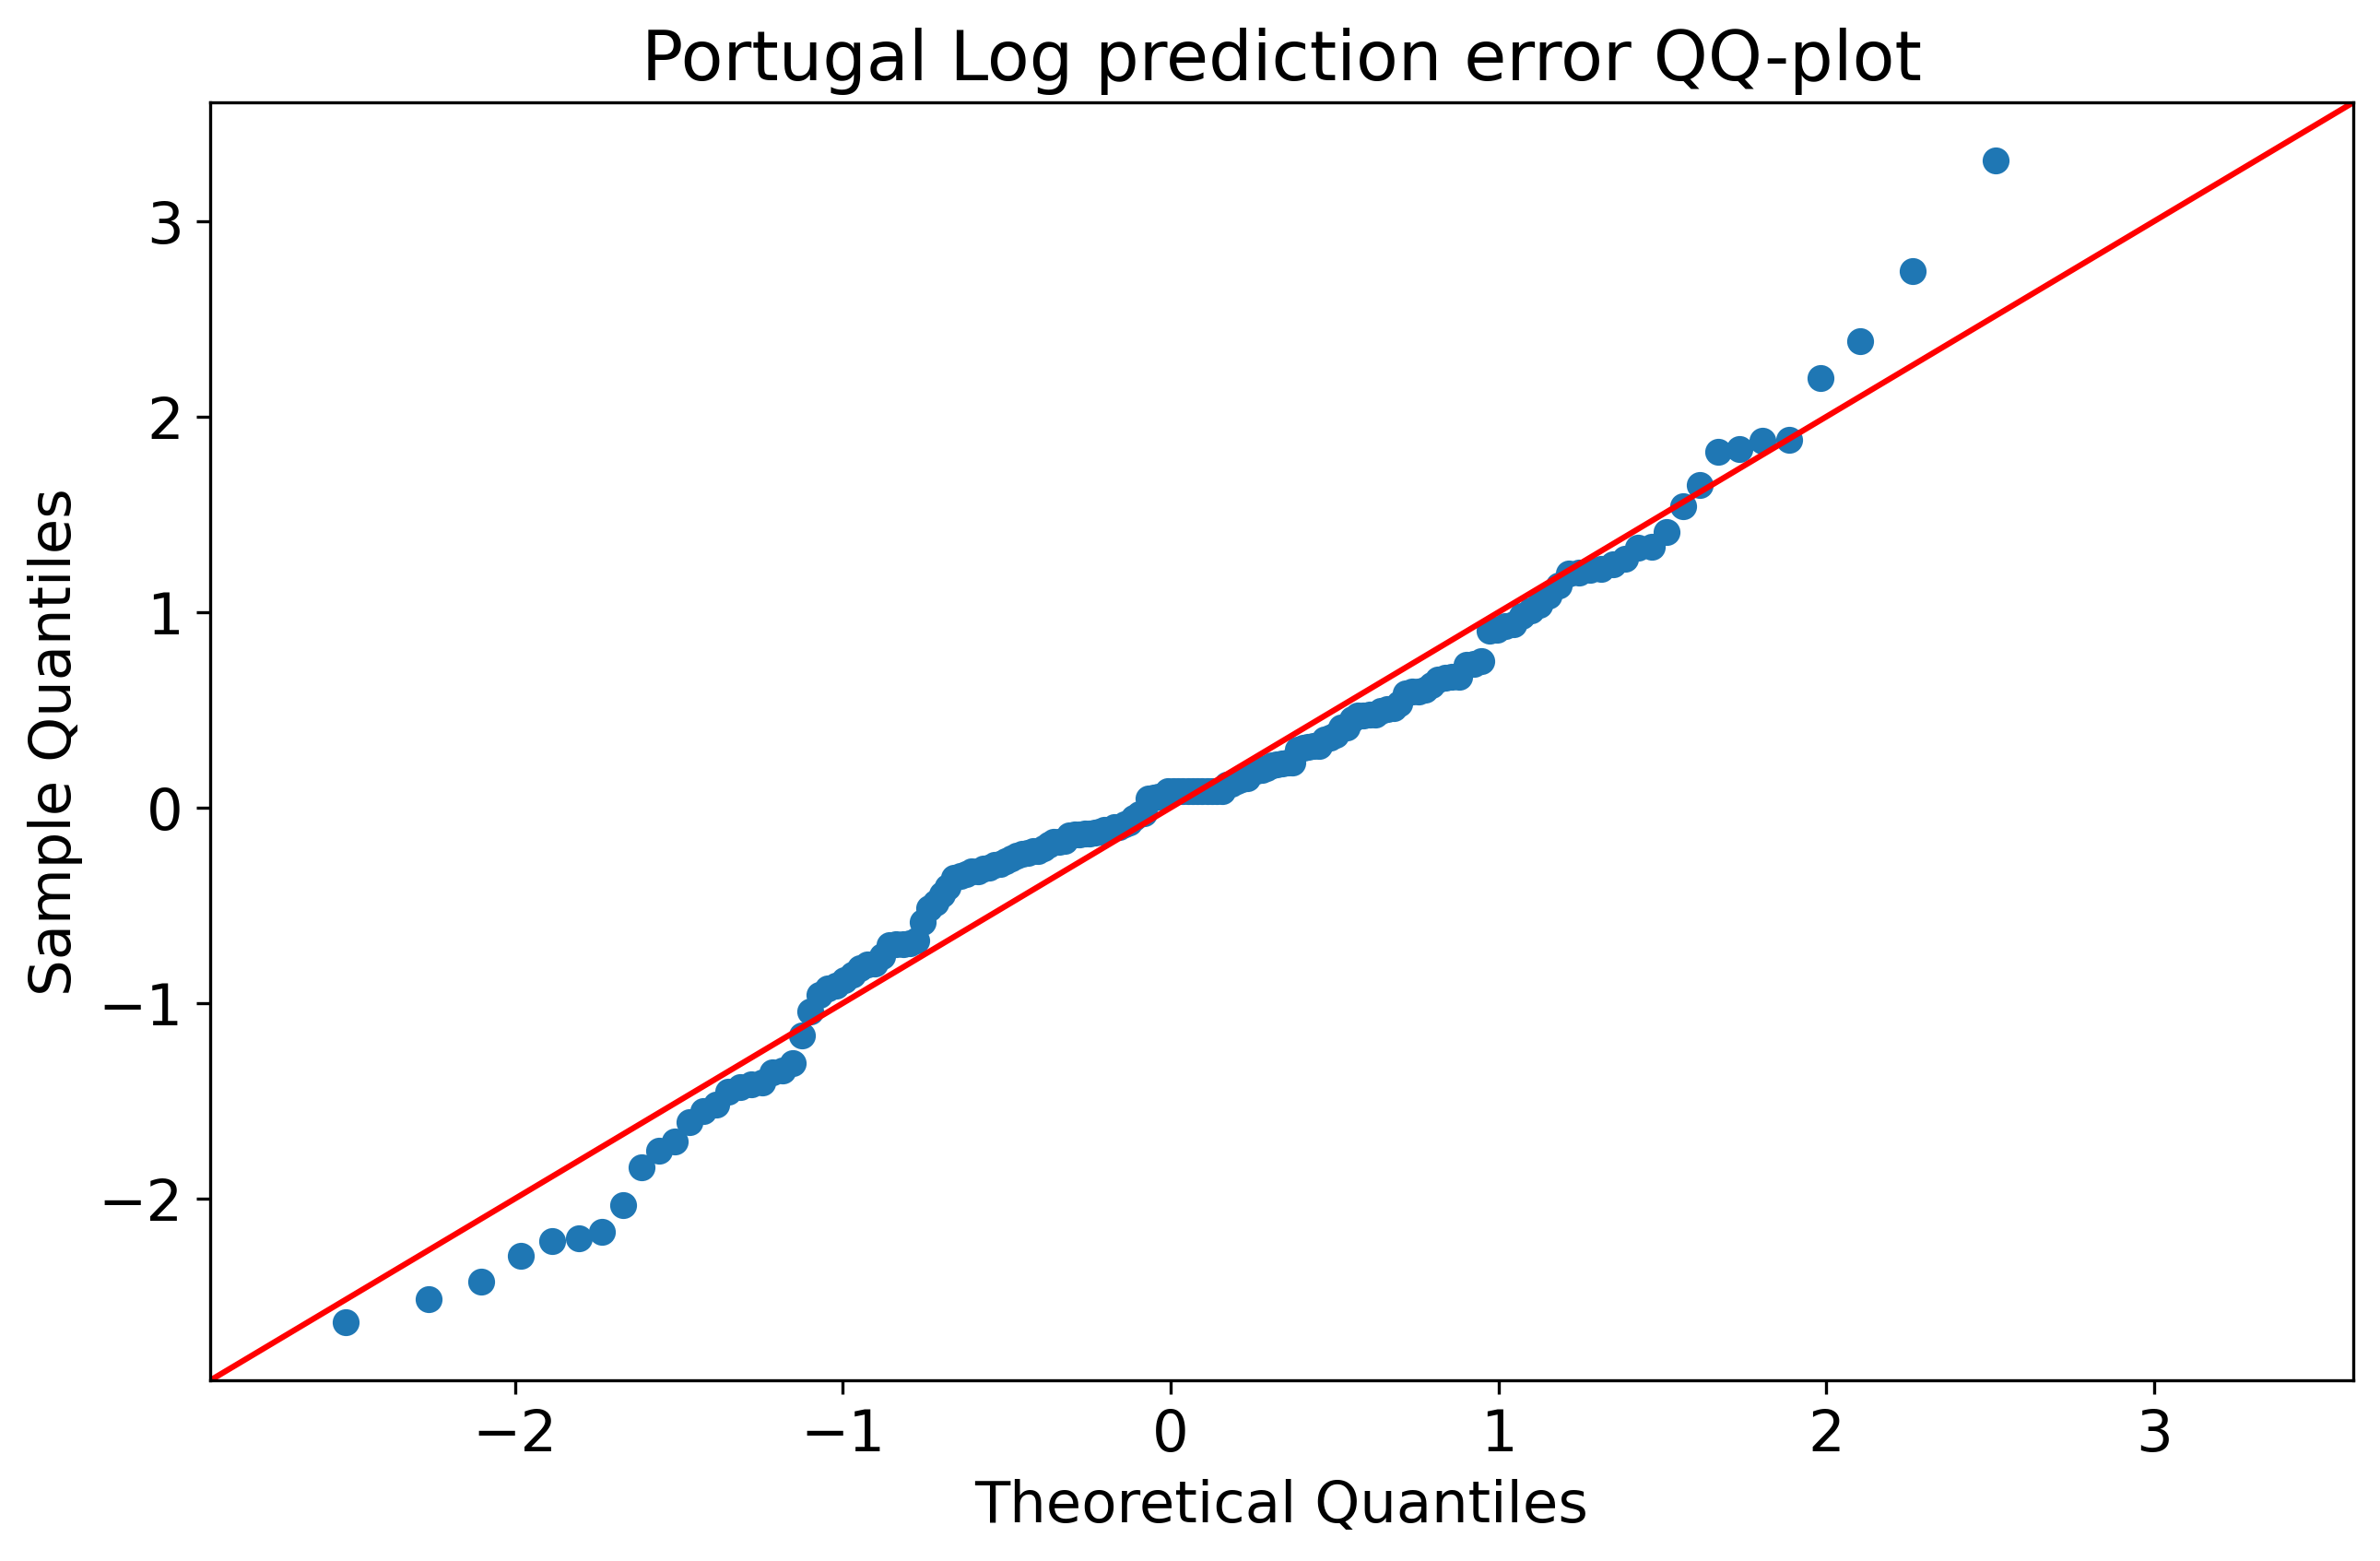 Portugal Log prediction error QQ-plot
3
2
1
0
−1
−2
Sample Quantiles
−2 −1 0 1 2 3
Theoretical Quantiles